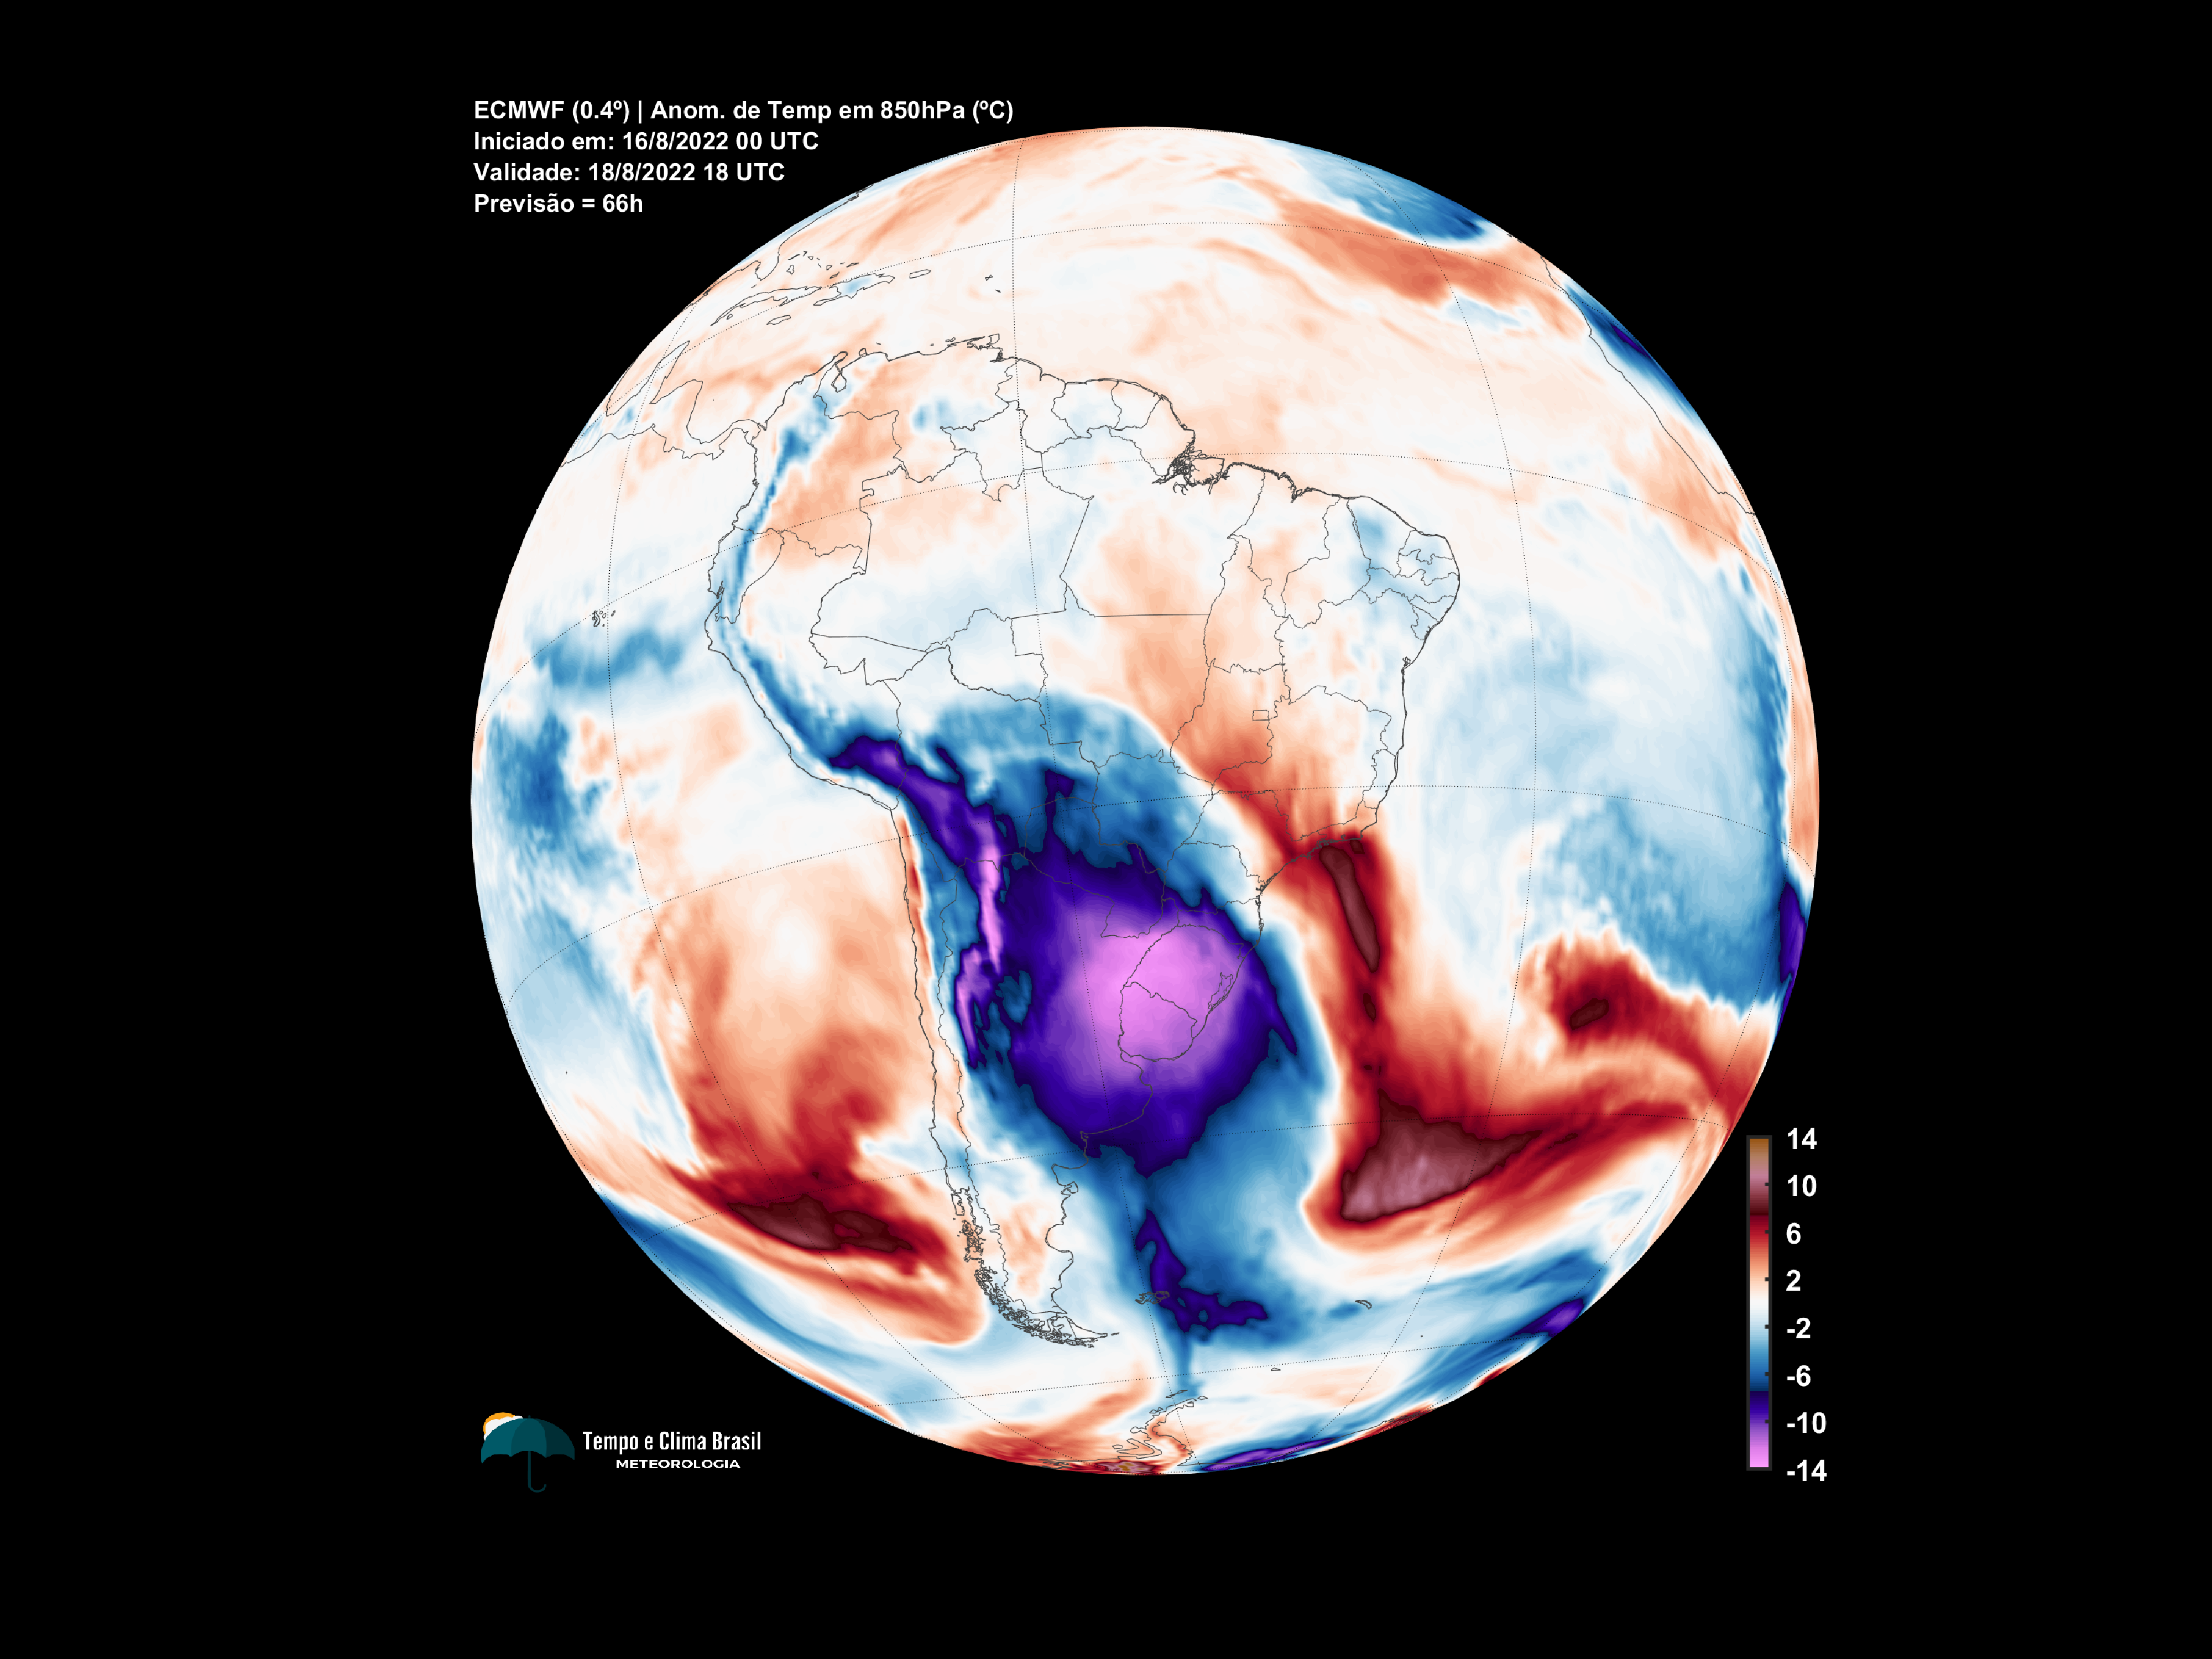 ECMWF (0.4º) | Anom. de Temp em 850hPa (ºC)
Iniciado em: 16/8/2022 00 UTC
Validade: 18/8/2022 18 UTC
Previsão = 66h
14
10
6
2
-2
-6
-10
-14
Tempo e Clima Brasil
METEOROLOGIA